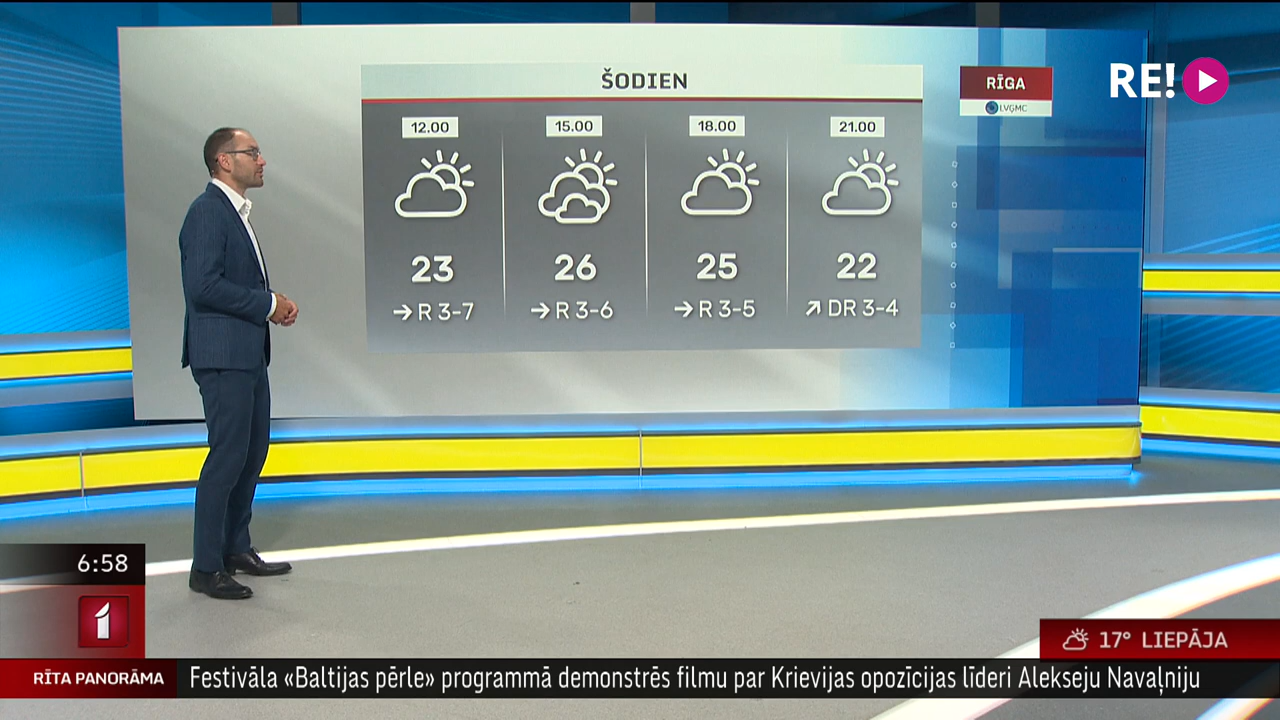 RE!
ŠODIEN
RĪGA
LVĢMC
12.00 15.00 18.00 21.00
23 26 25 22
R 3-7 R 3-6 R 3-5 DR 3-4
6:58
1
17° LIEPĀJA
RĪTA PANORĀMA
Festivāla «Baltijas pērle» programmā demonstrēs filmu par Krievijas opozīcijas līderi Alekseju Navaļniju